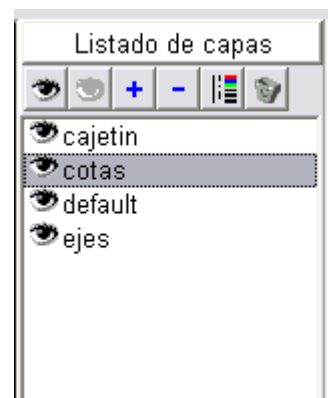 Listado de capas
+ -
cajetin
cotas
default
ejes